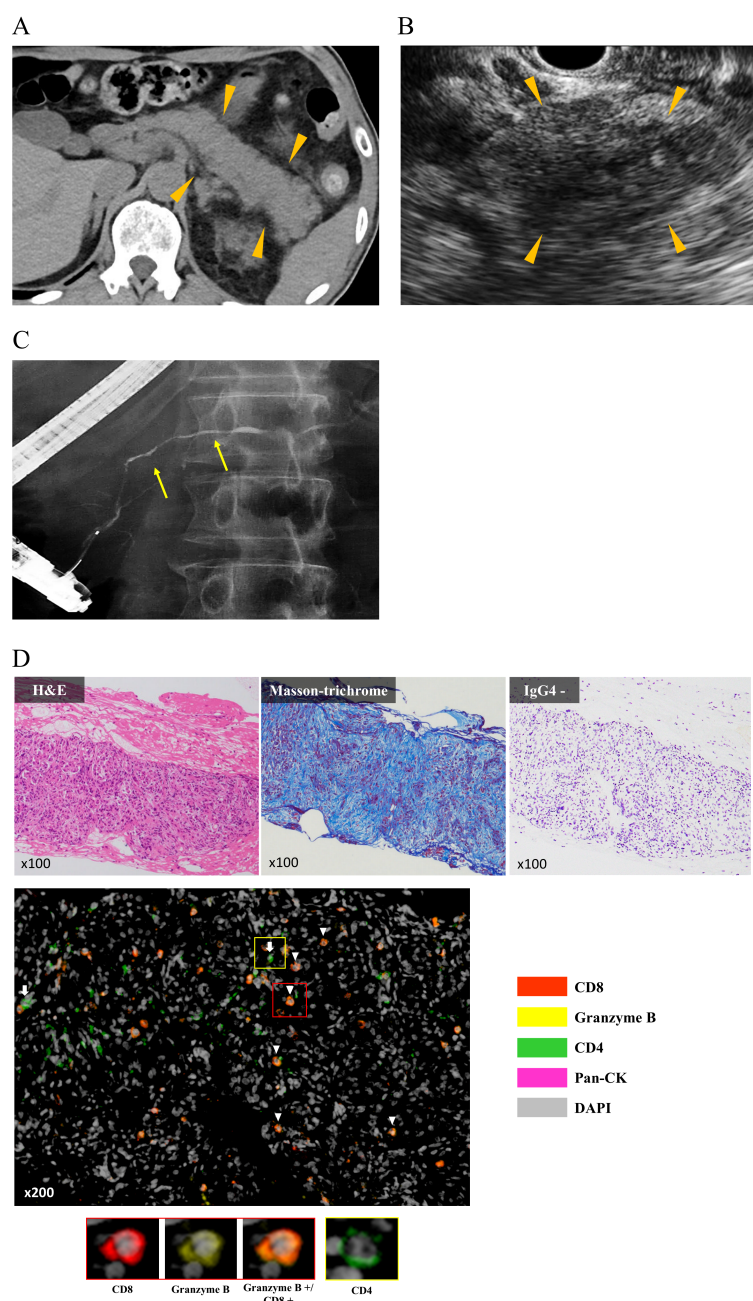 A
B
C
D
H&E
Masson-trichrome
IgG4 -
x100
x100
x100
CD8
Granzyme B
CD4
Pan-CK
DAPI
x200
CD8
Granzyme B
Granzyme B +/
CD8 +
CD4